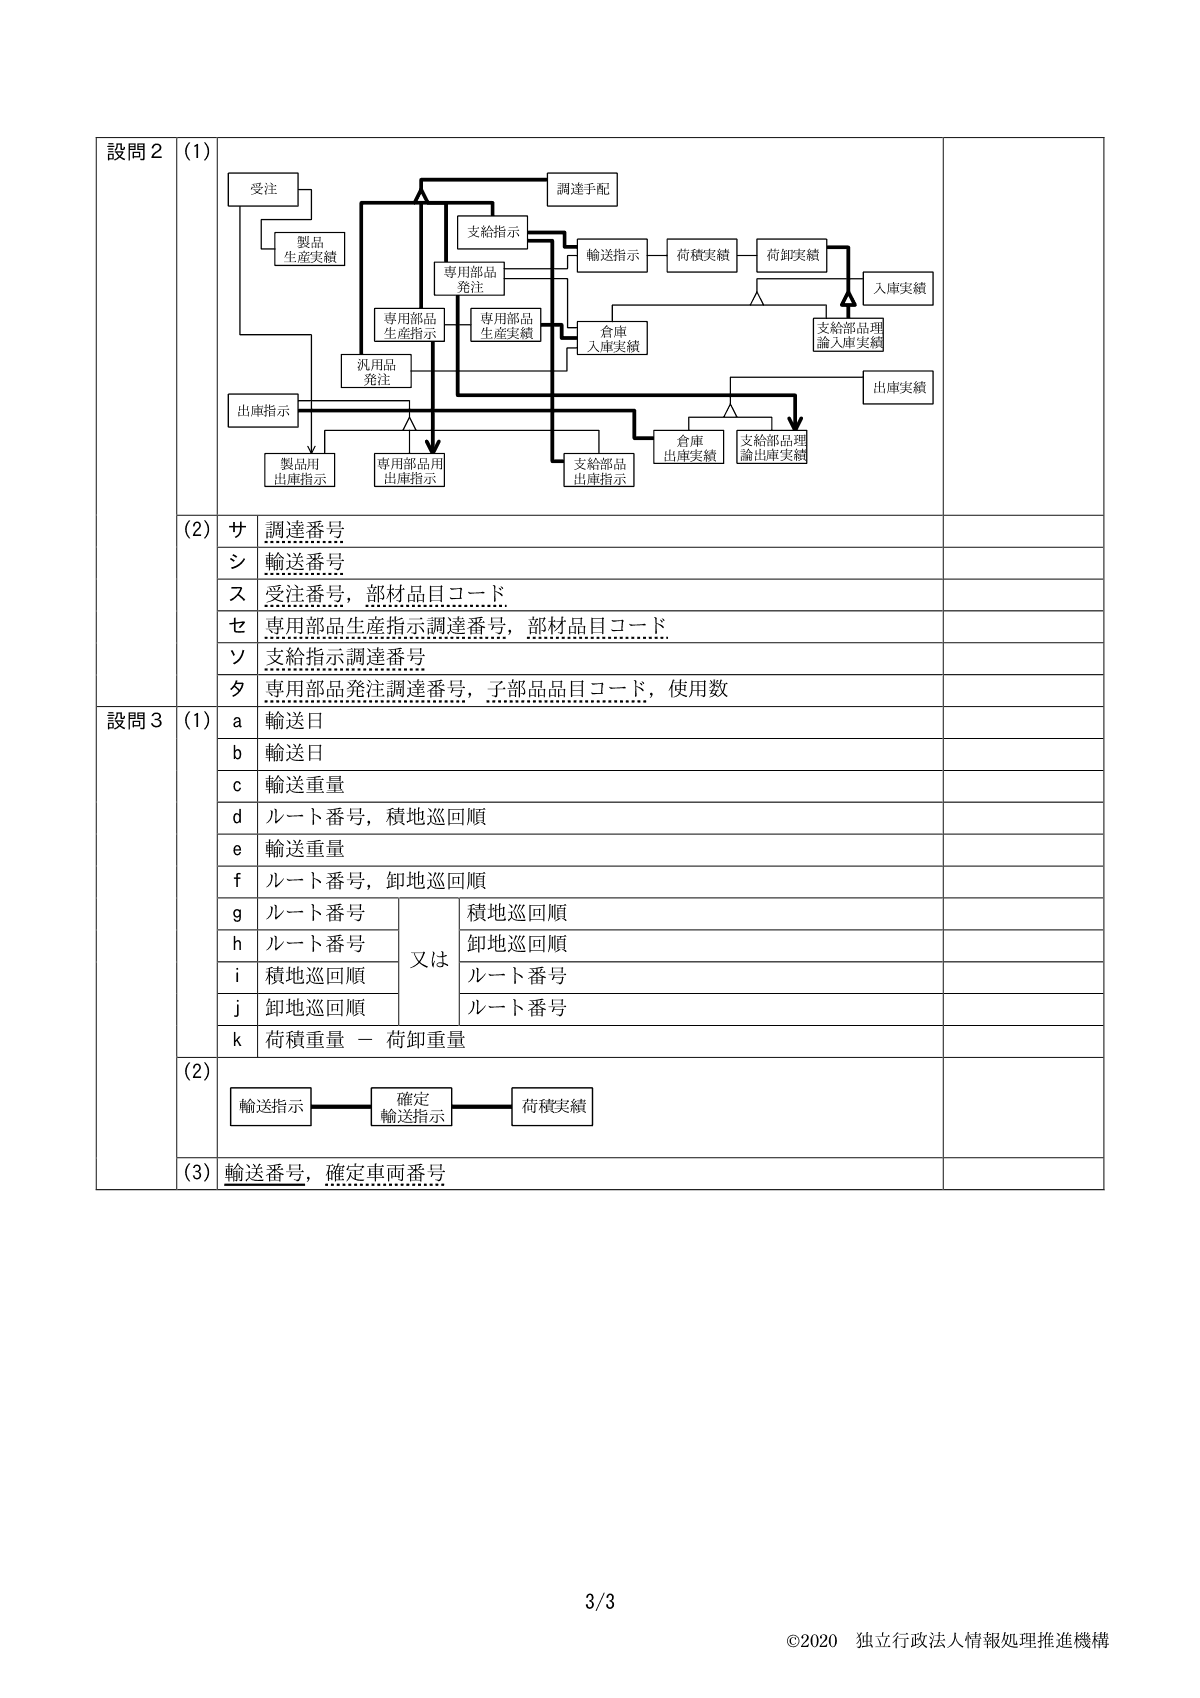 設問２ (1)
受注
調達手配
支給指示
製品
生産実績
輸送指示
荷積実績
荷卸実績
専用部品
発注
入庫実績
専用部品
生産指示
専用部品
生産実績
倉庫
入庫実績
支給部品理
論入庫実績
汎用品
発注
出庫実績
出庫指示
倉庫
出庫実績
支給部品理
論出庫実績
製品用
出庫指示
専用部品用
出庫指示
支給部品
出庫指示
(2) サ 調達番号
シ 輸送番号
ス 受注番号，部材品目コード
セ 専用部品生産指示調達番号，部材品目コード
ソ 支給指示調達番号
タ 専用部品発注調達番号，子部品品目コード，使用数
設問３ (1) a 輸送日
b 輸送日
c 輸送重量
d ルート番号，積地巡回順
e 輸送重量
f ルート番号，卸地巡回順
g ルート番号 積地巡回順
h ルート番号 卸地巡回順
又は
i 積地巡回順 ルート番号
j 卸地巡回順 ルート番号
k 荷積重量 － 荷卸重量
(2)
輸送指示
確定
輸送指示
荷積実績
(3) 輸送番号，確定車両番号
3/3
©2020　独立行政法人情報処理推進機構